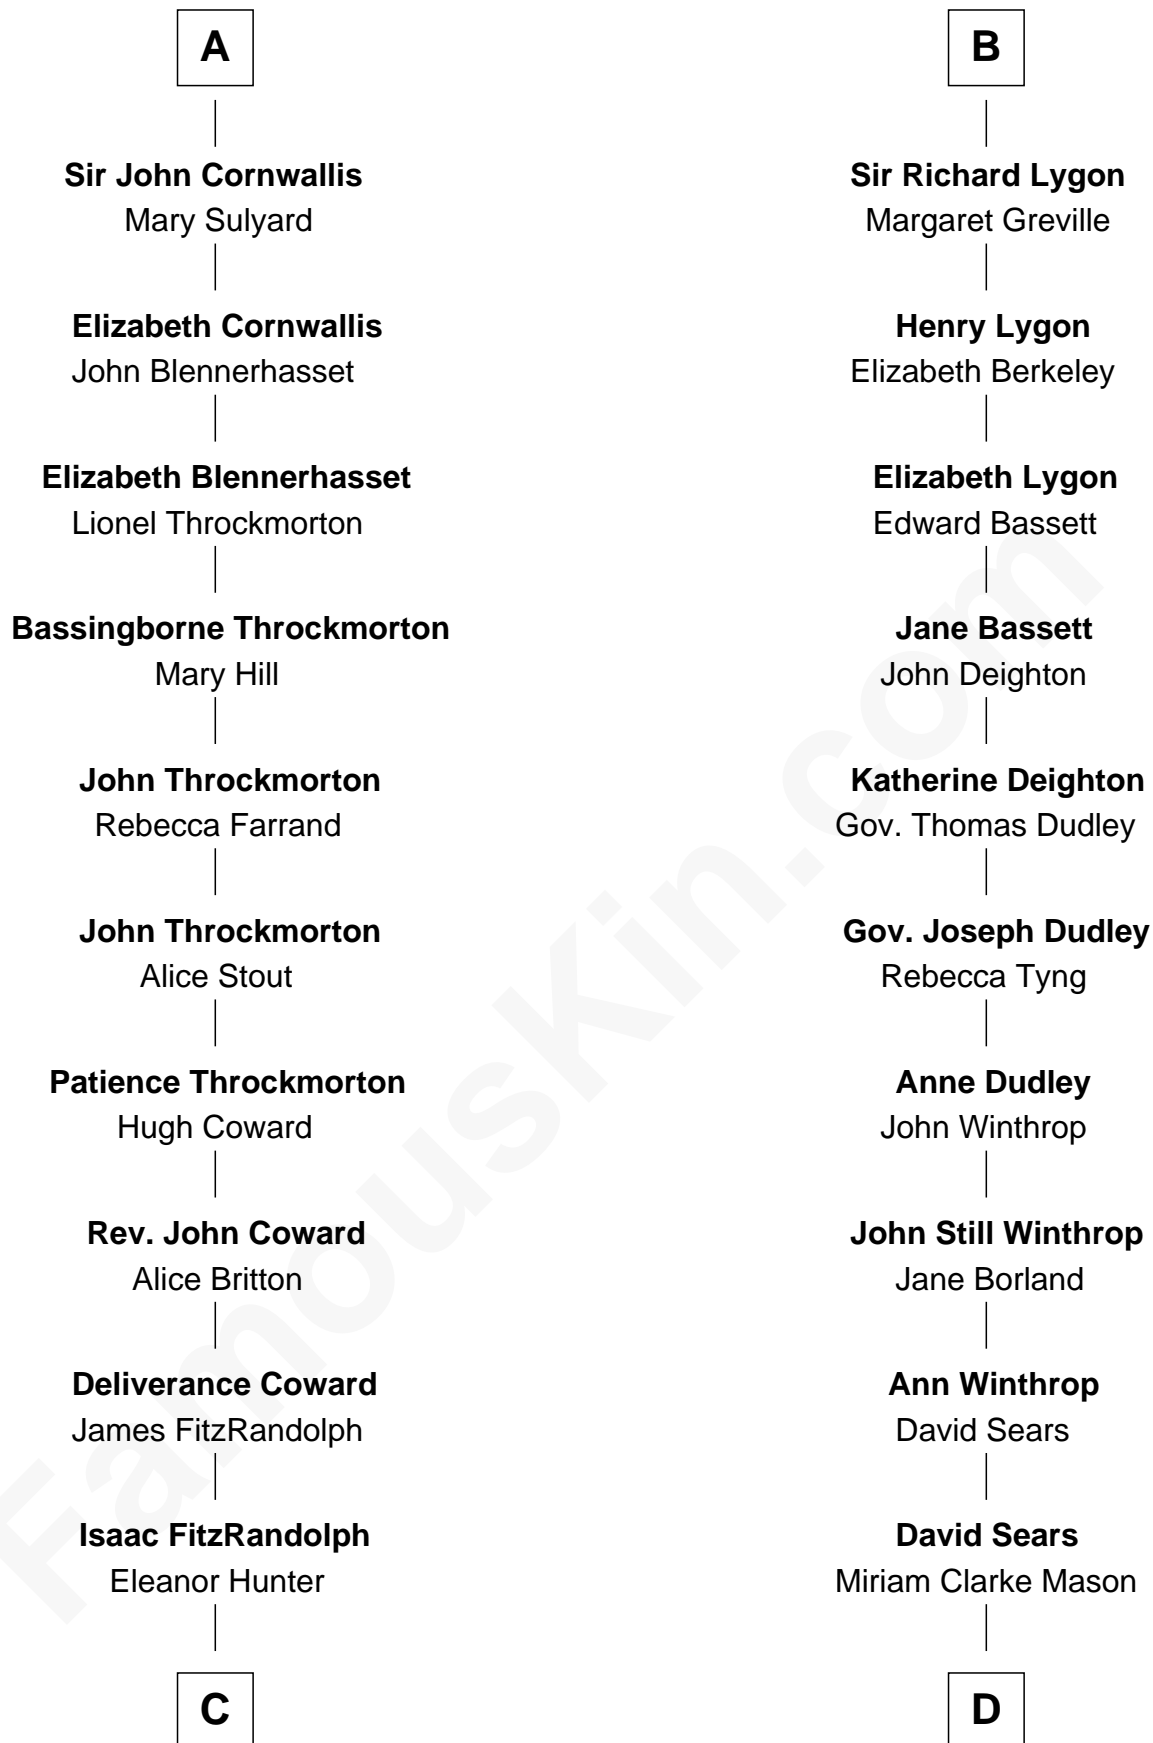 A
Sir John Cornwallis
Mary Sulyard
Elizabeth Cornwallis
John Blennerhasset
Elizabeth Blennerhasset
Lionel Throckmorton
Bassingborne Throckmorton
Mary Hill
John Throckmorton
Rebecca Farrand
John Throckmorton
Alice Stout
Patience Throckmorton
Hugh Coward
Rev. John Coward
Alice Britton
Deliverance Coward
James FitzRandolph
Isaac FitzRandolph
Eleanor Hunter
C
B
Sir Richard Lygon
Margaret Greville
Henry Lygon
Elizabeth Berkeley
Elizabeth Lygon
Edward Bassett
Jane Bassett
John Deighton
Katherine Deighton
Gov. Thomas Dudley
Gov. Joseph Dudley
Rebecca Tyng
Anne Dudley
John Winthrop
John Still Winthrop
Jane Borland
Ann Winthrop
David Sears
David Sears
Miriam Clarke Mason
D
FamousKin.com